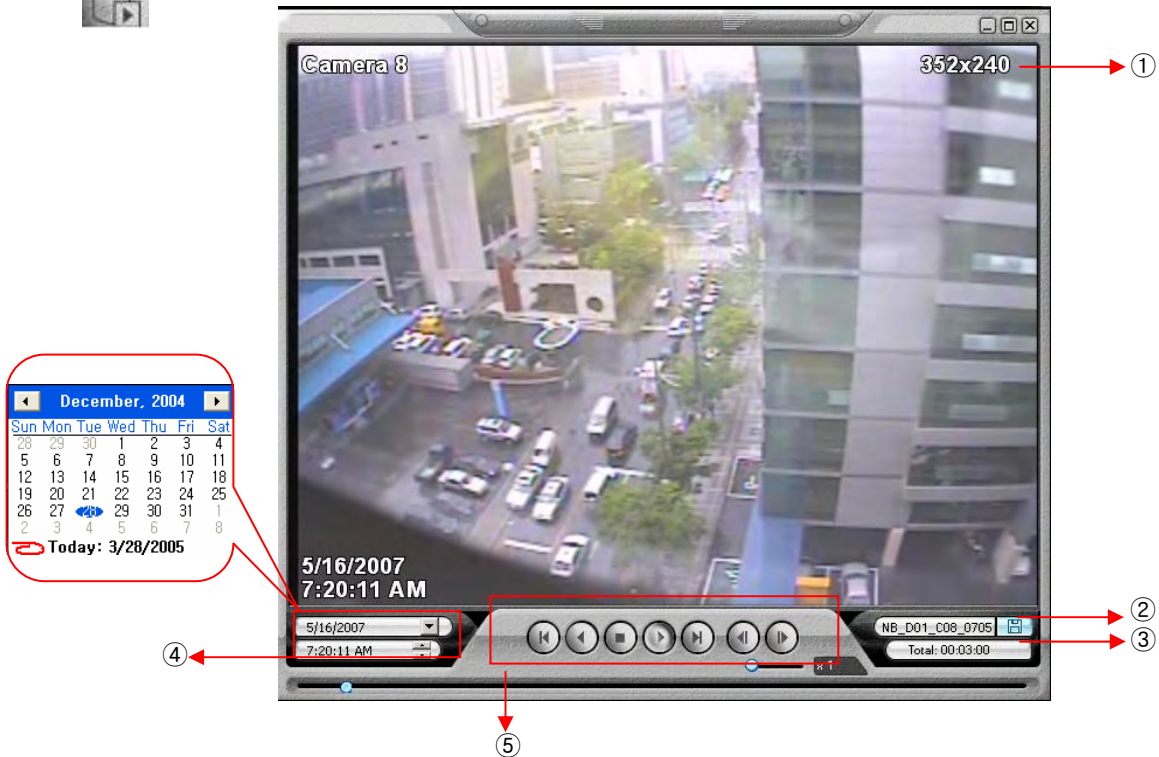 Camera 8
352x240
①
December, 2004
Sun Mon Tue Wed Thu Fri Sat
28 29 30 1 2 3 4
5 6 7 8 9 10 11
12 13 14 15 16 17 18
19 20 21 22 23 24 25
26 27 28 29 30 31 1
2 3 4 5 6 7 8
Today: 3/28/2005
5/16/2007
7:20:11 AM
5/16/2007
7:20:11 AM
④
x 1
NB_D01_C08_0705
②
Total: 00:03:00
③
⑤